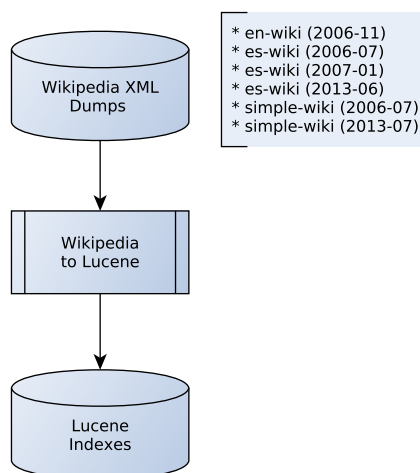 Wikipedia XML
Dumps
* en-wiki (2006-11)
* es-wiki (2006-07)
* es-wiki (2007-01)
* es-wiki (2013-06)
* simple-wiki (2006-07)
* simple-wiki (2013-07)
Wikipedia
to Lucene
Lucene
Indexes